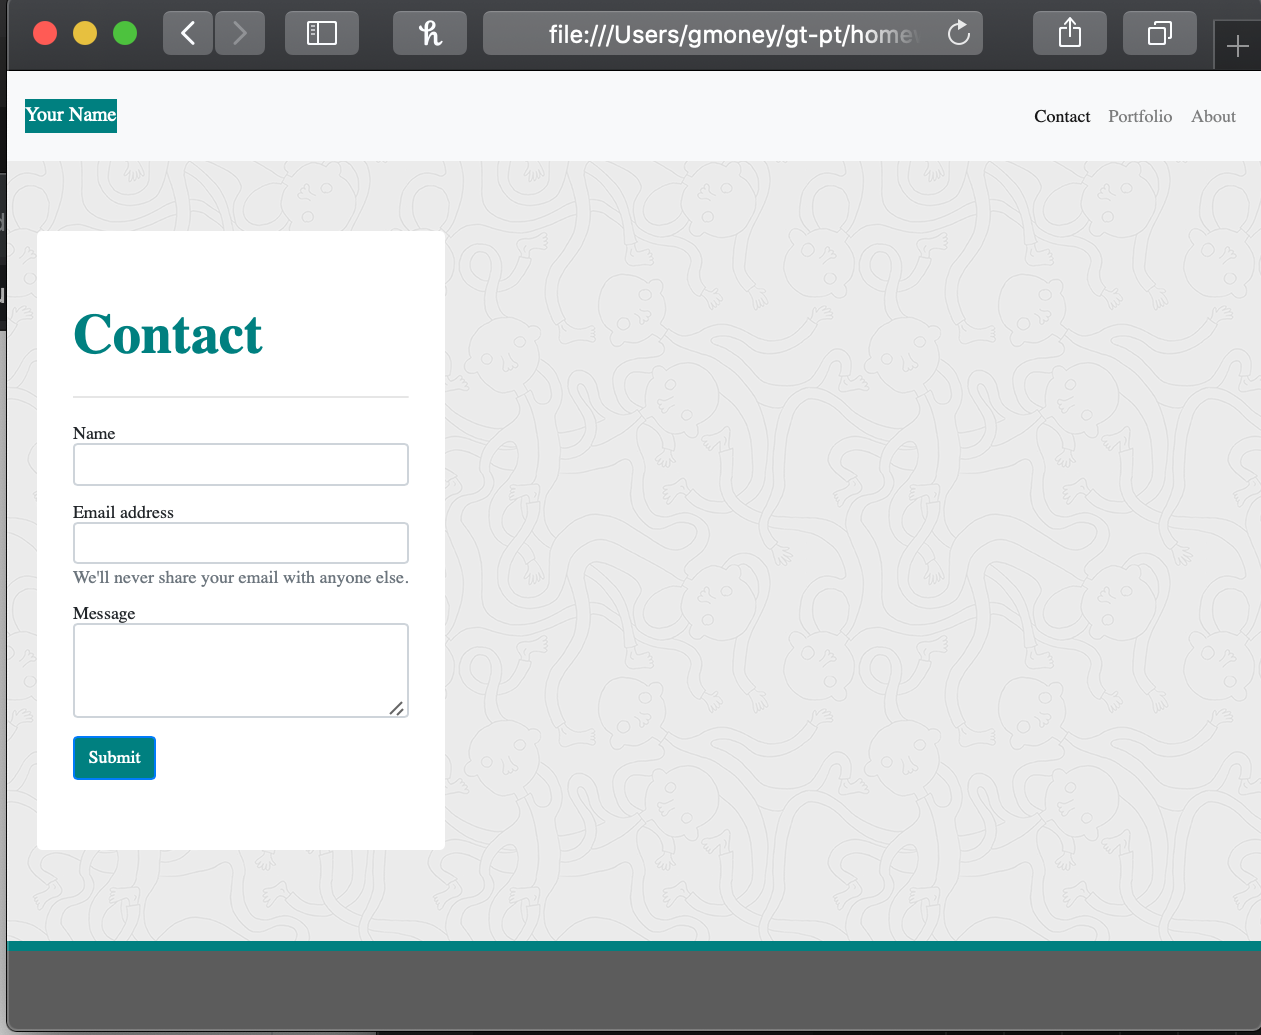 file:///Users/gmoney/gt-pt/home
Your Name
Contact Portfolio About
Contact
Name
Email address
We'll never share your email with anyone else.
Message
Submit